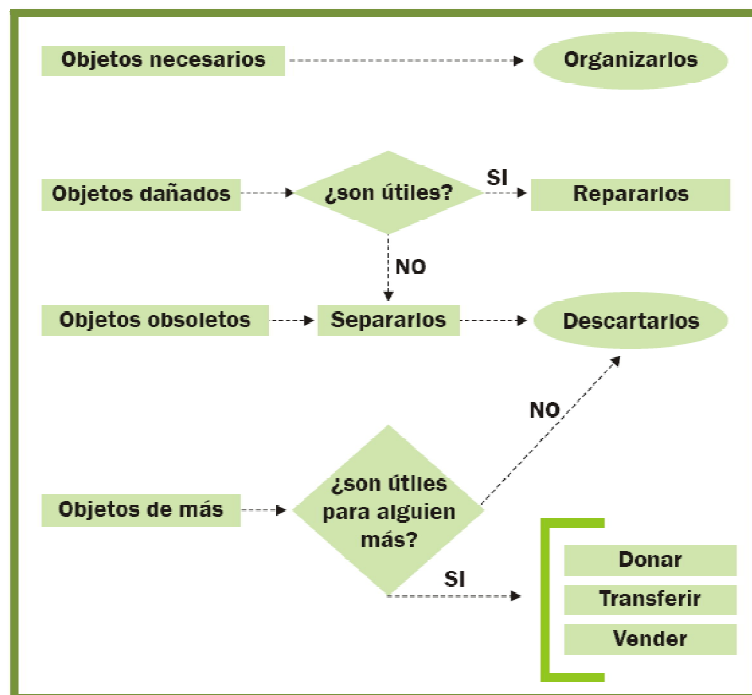 Objetos necesarios
Organizarlos
Objetos dañados
¿son útiles?
SI
Repararlos
NO
Objetos obsoletos
Separarlos
Descartarlos
NO
Objetos de más
¿son útiles
para alguien
más?
SI
Donar
Transferir
Vender